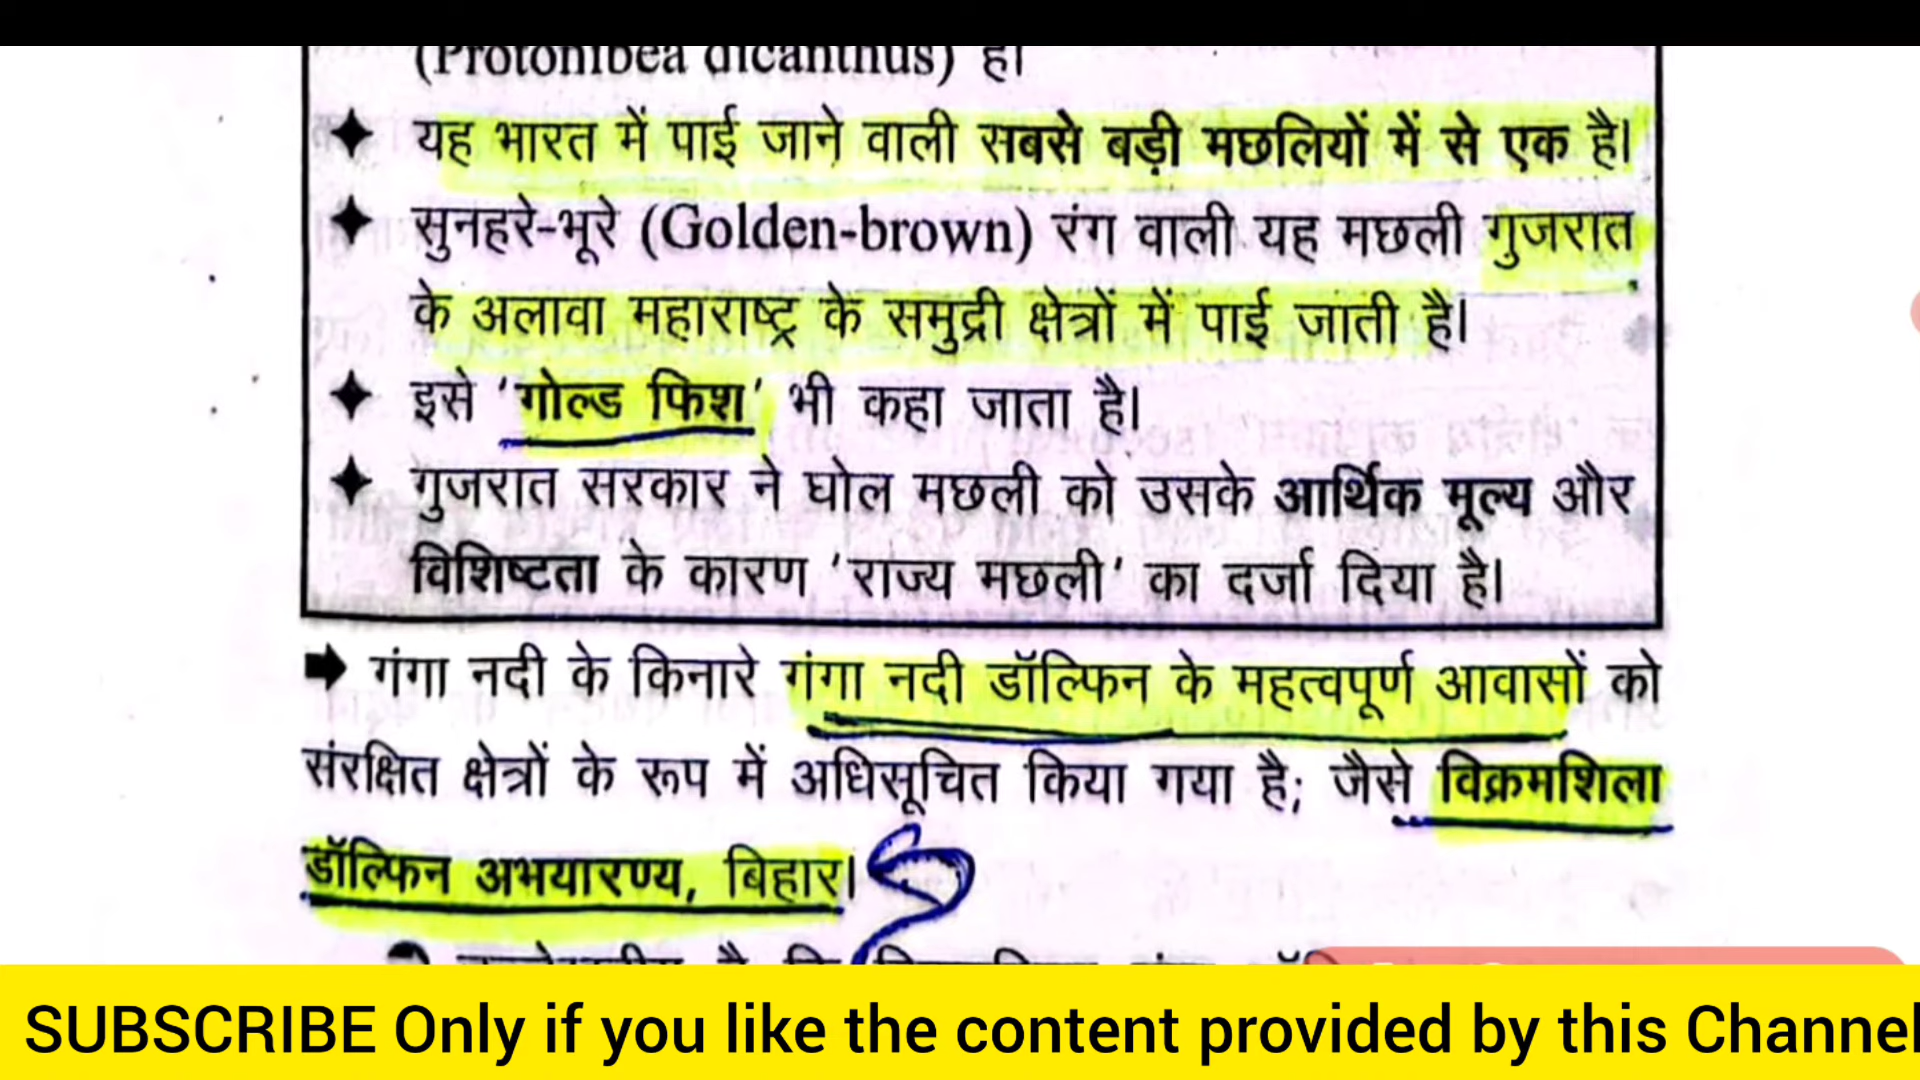 (Protonibea dicanthus) है।
✦ यह भारत में पाई जाने वाली सबसे बड़ी मछलियों में से एक है।
✦ सुनहरे-भूरे (Golden-brown) रंग वाली यह मछली गुजरात
के अलावा महाराष्ट्र के समुद्री क्षेत्रों में पाई जाती है।
✦ इसे 'गोल्ड फिश' भी कहा जाता है।
✦ गुजरात सरकार ने घोल मछली को उसके आर्थिक मूल्य और
विशिष्टता के कारण 'राज्य मछली' का दर्जा दिया है।
➡ गंगा नदी के किनारे गंगा नदी डॉल्फिन के महत्वपूर्ण आवासों को
संरक्षित क्षेत्रों के रूप में अधिसूचित किया गया है; जैसे विक्रमशिला
डॉल्फिन अभयारण्य, बिहार।
SUBSCRIBE Only if you like the content provided by this Channel